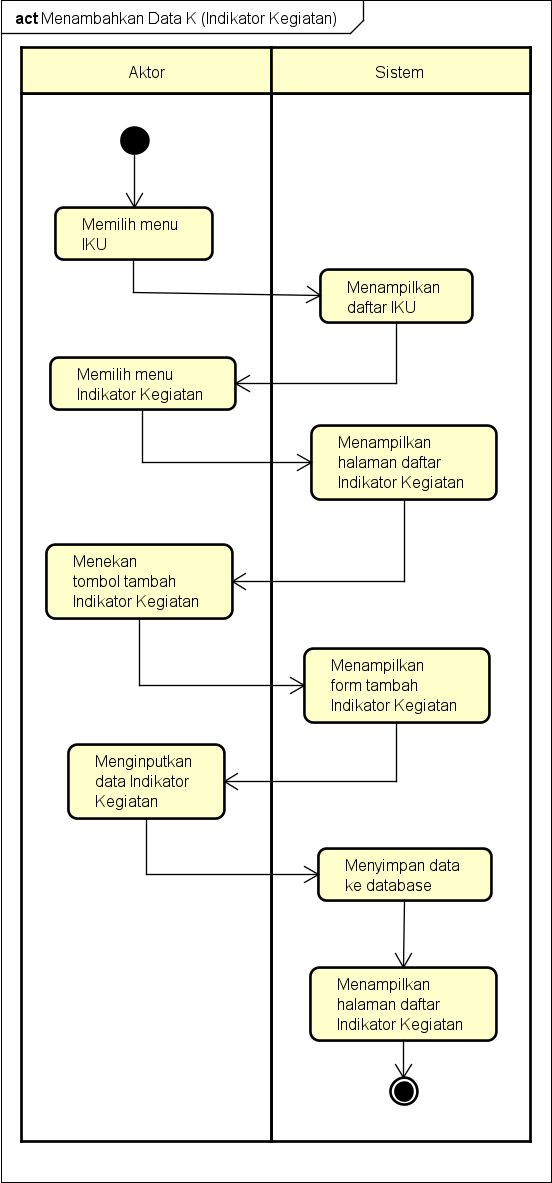 act Menambahkan Data K (Indikator Kegiatan)
Aktor
Sistem
Memilih menu
IKU
Menampilkan
daftar IKU
Memilih menu
Indikator Kegiatan
Menampilkan
halaman daftar
Indikator Kegiatan
Menekan
tombol tambah
Indikator Kegiatan
Menampilkan
form tambah
Indikator Kegiatan
Menginputkan
data Indikator
Kegiatan
Menyimpan data
ke database
Menampilkan
halaman daftar
Indikator Kegiatan